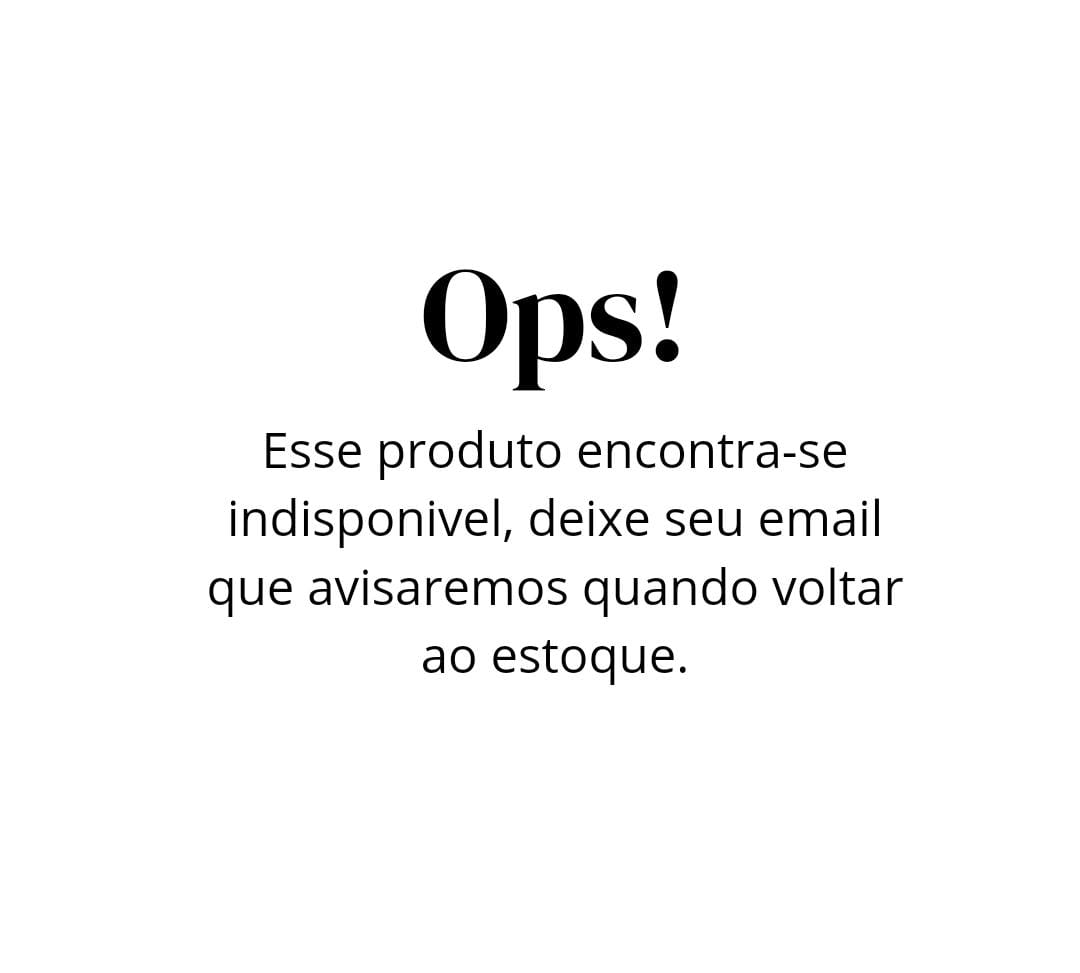 Ops!
Esse produto encontra-se
indisponivel, deixe seu email
que avisaremos quando voltar
ao estoque.